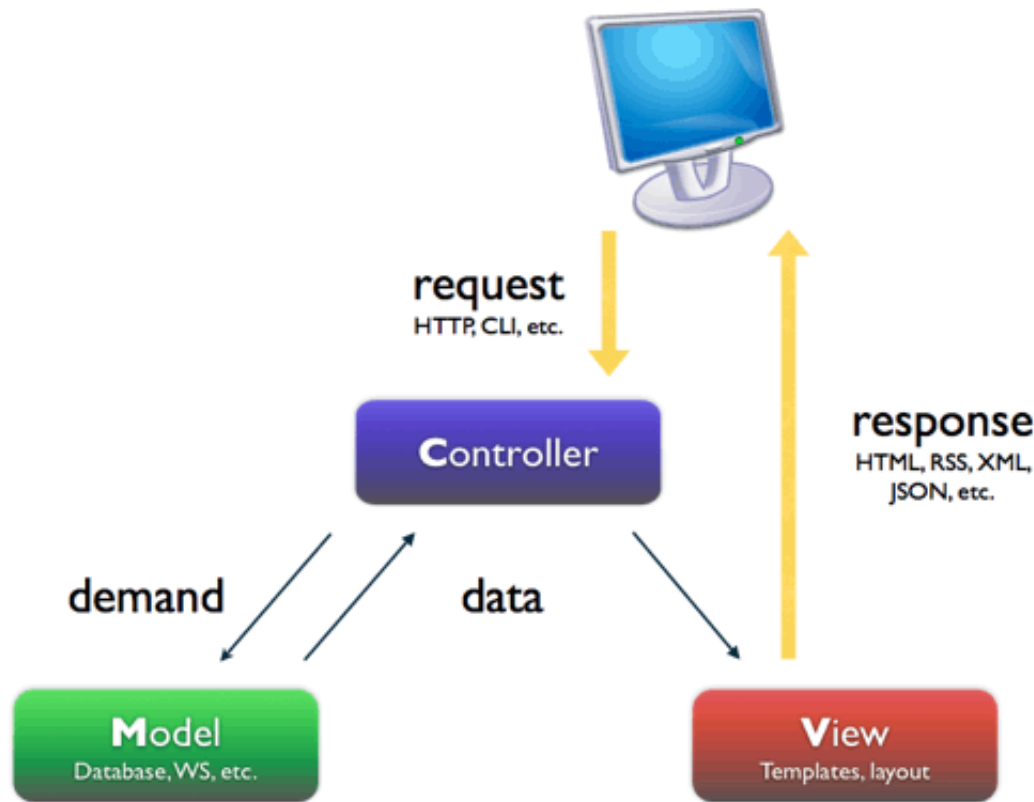 request
HTTP, CLI, etc.
Controller
response
HTML, RSS, XML,
JSON, etc.
demand
data
Model
Database, WS, etc.
View
Templates, layout